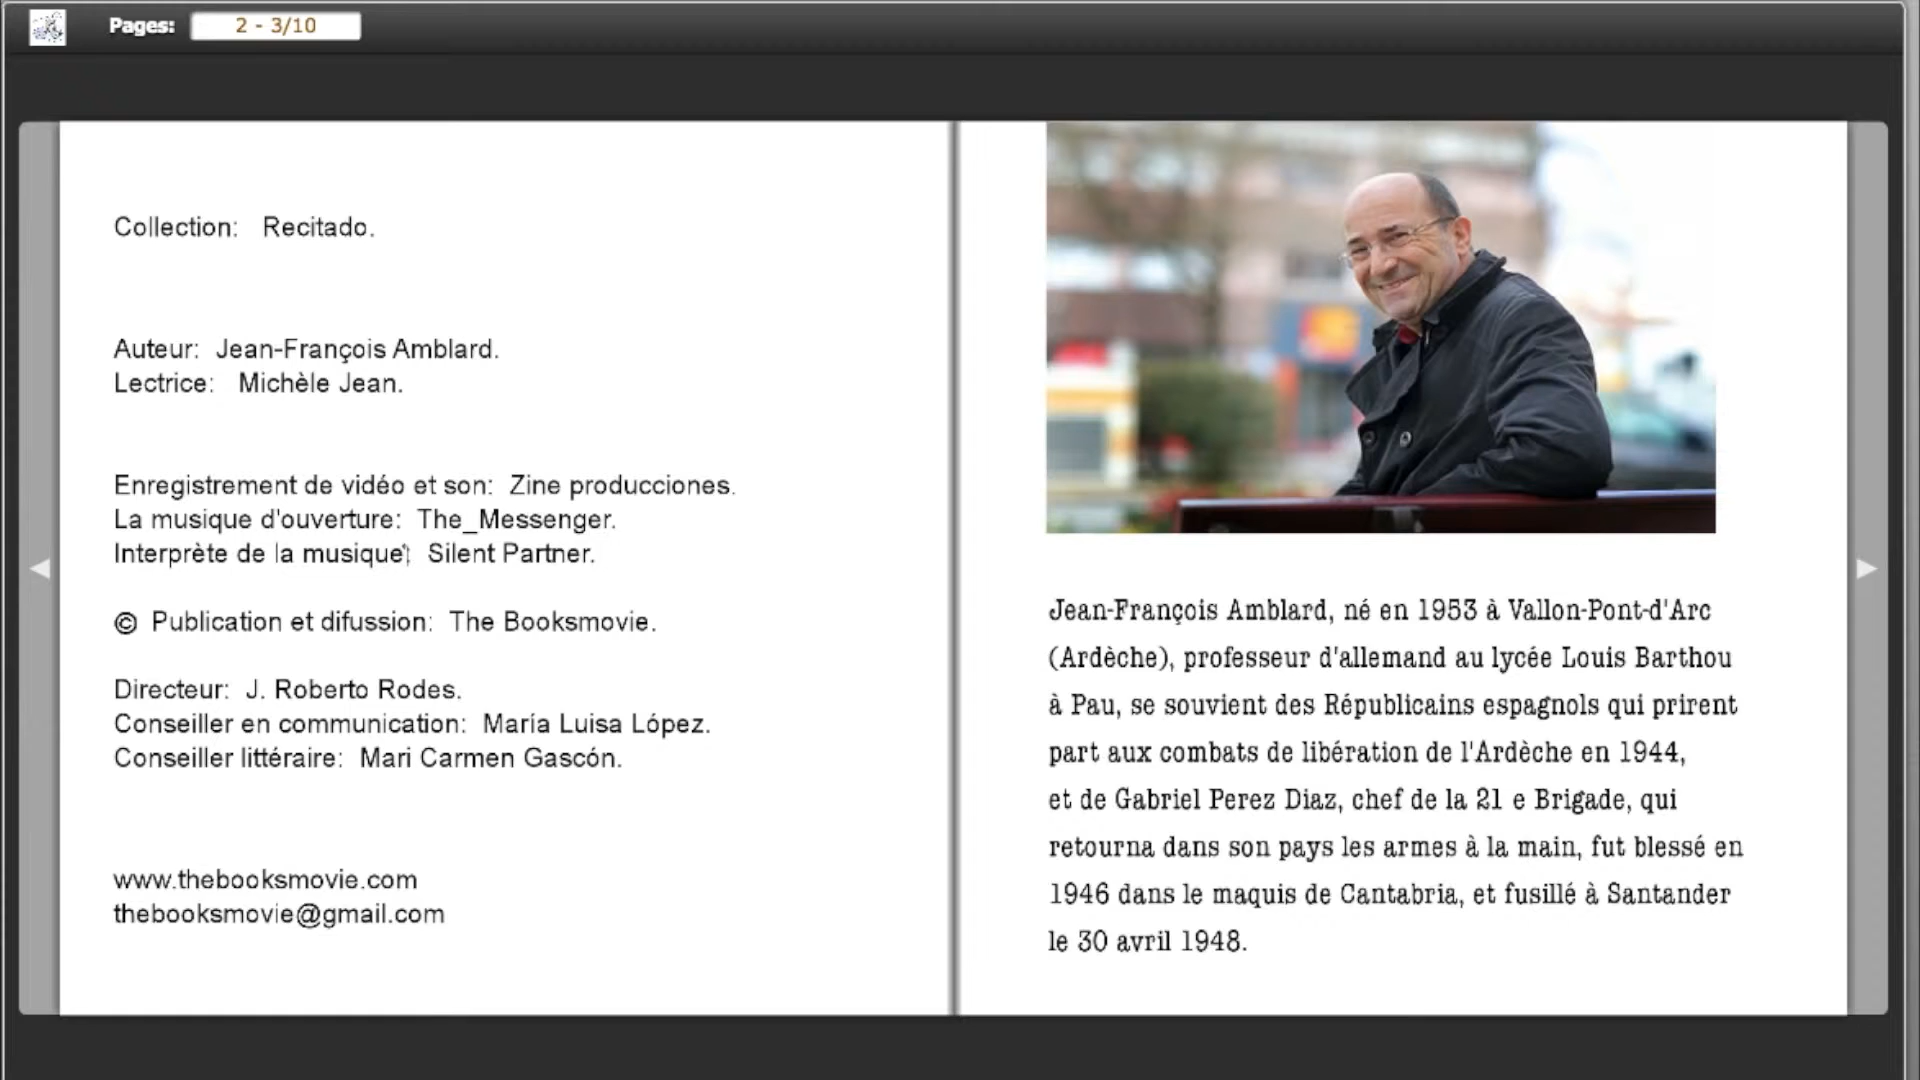 Pages: 2 - 3/10
Collection: Recitado.
Auteur: Jean-François Amblard.
Lectrice: Michèle Jean.
Enregistrement de vidéo et son: Zine producciones.
La musique d'ouverture: The_Messenger.
Interprète de la musique: Silent Partner.
© Publication et difussion: The Booksmovie.
Directeur: J. Roberto Rodes.
Conseiller en communication: María Luisa López.
Conseiller littéraire: Mari Carmen Gascón.
www.thebooksmovie.com
thebooksmovie@gmail.com
Jean-François Amblard, né en 1953 à Vallon-Pont-d'Arc
(Ardèche), professeur d'allemand au lycée Louis Barthou
à Pau, se souvient des Républicains espagnols qui prirent
part aux combats de libération de l'Ardèche en 1944,
et de Gabriel Perez Diaz, chef de la 21 e Brigade, qui
retourna dans son pays les armes à la main, fut blessé en
1946 dans le maquis de Cantabria, et fusillé à Santander
le 30 avril 1948.